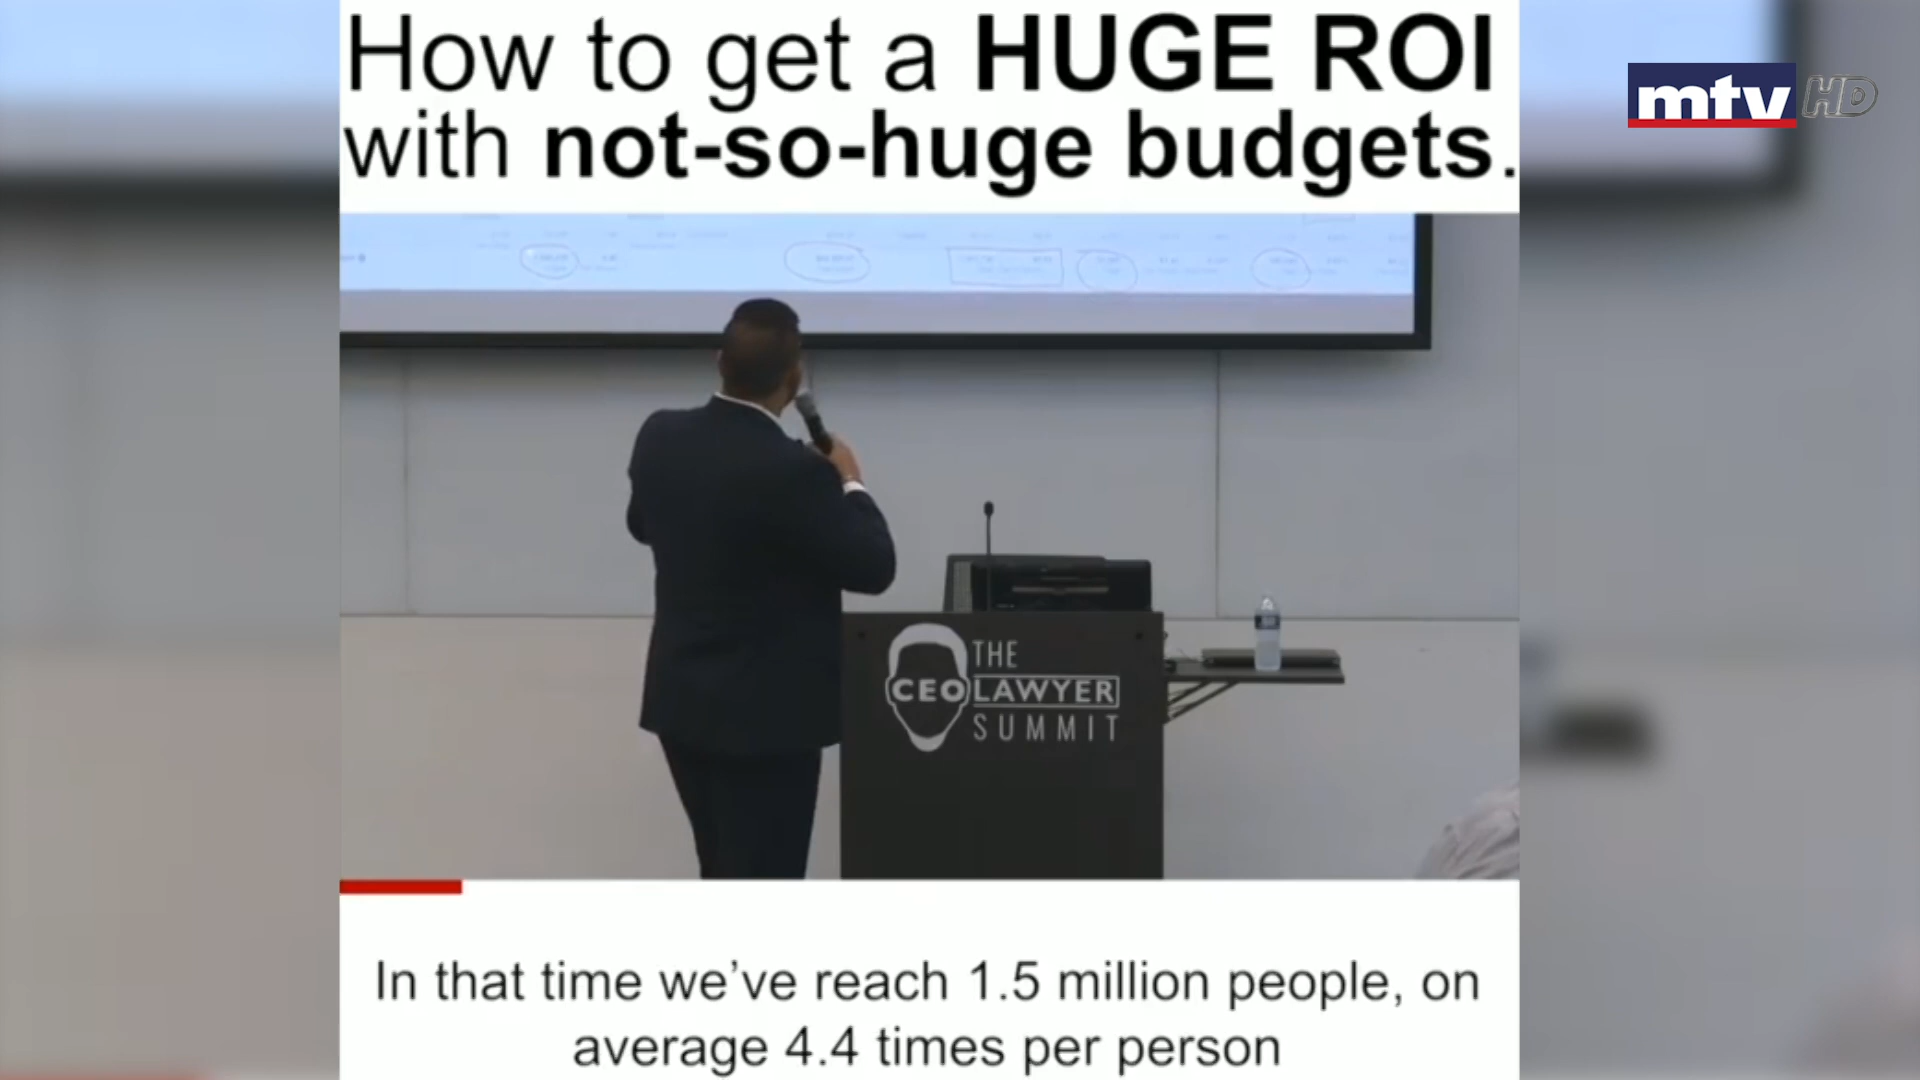 How to get a HUGE ROI
with not-so-huge budgets.
mtv HD
THE
CEO LAWYER
SUMMIT
In that time we've reach 1.5 million people, on
average 4.4 times per person